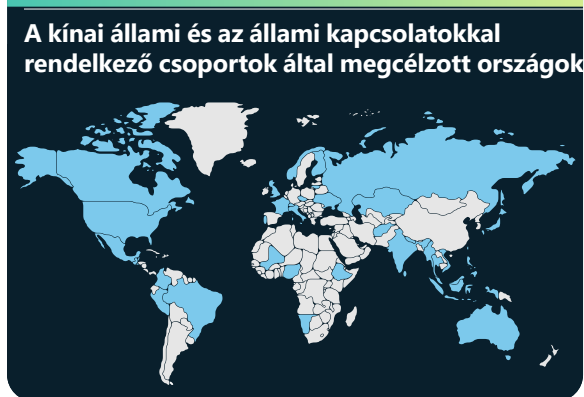 A kínai állami és az állami kapcsolatokkal
rendelkező csoportok által megcélzott országok